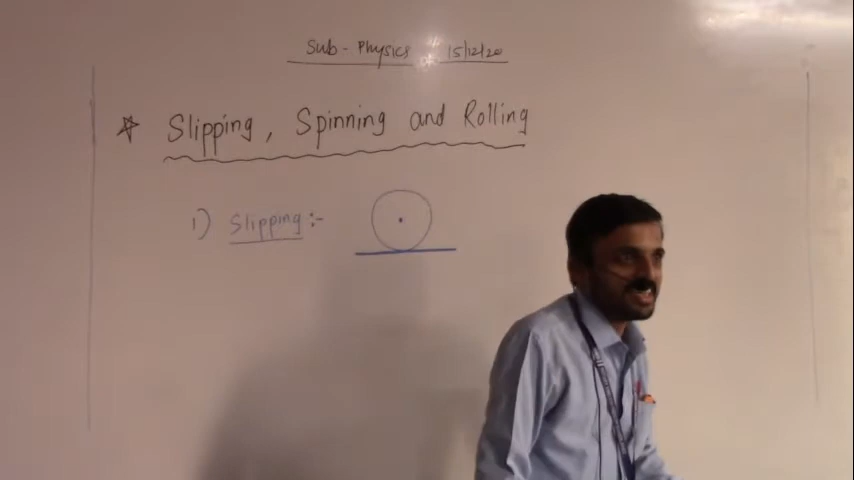 Sub - Physics 15/12/20
☆ Slipping, Spinning and Rolling
1) Slipping :-